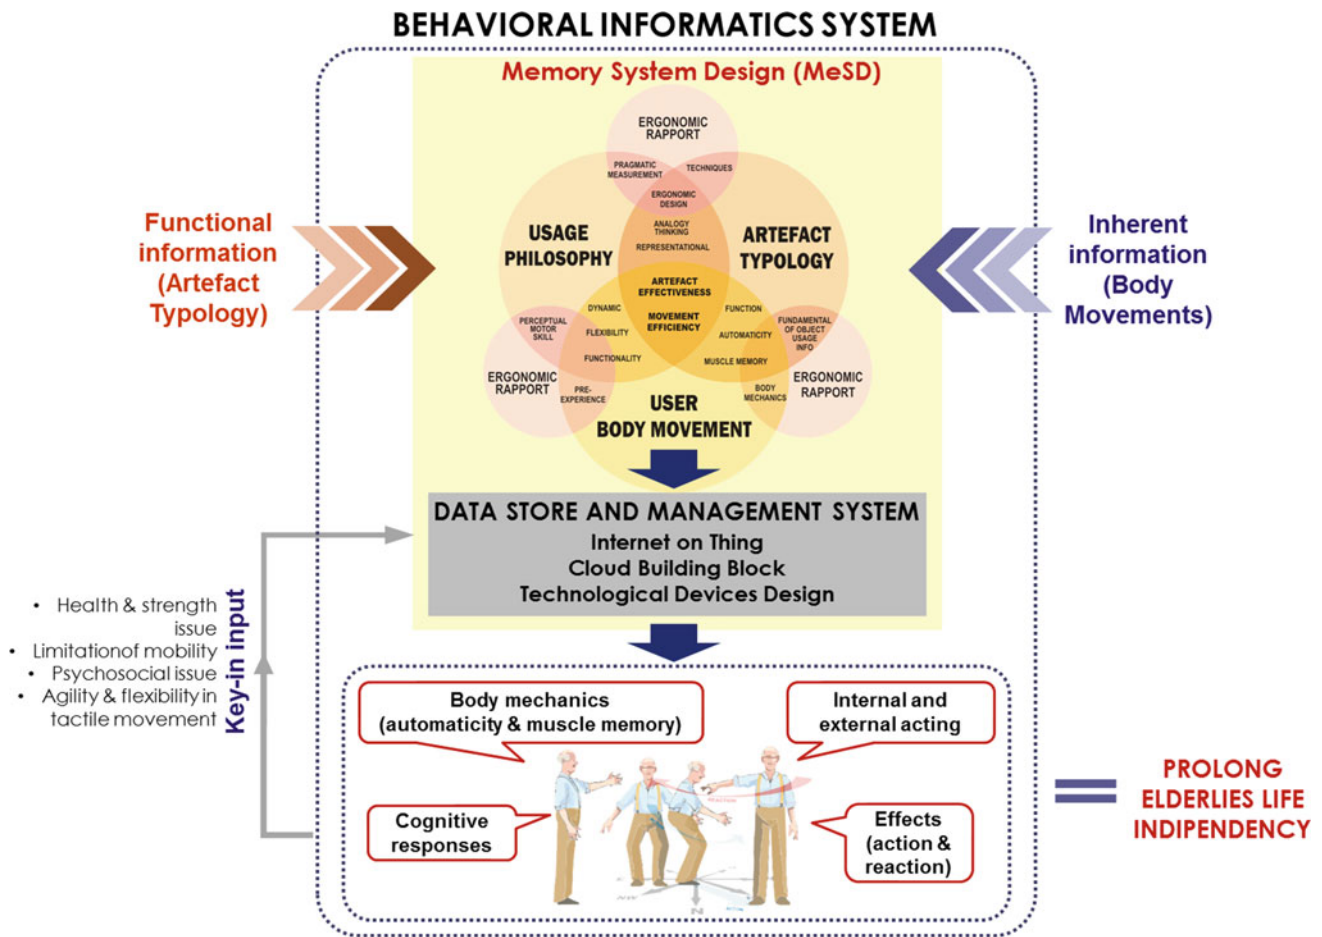 BEHAVIORAL INFORMATICS SYSTEM
Memory System Design (MeSD)
ERGONOMIC
RAPPORT
PRAGMATIC
MEASUREMENT
TECHNIQUES
ERGONOMIC
DESIGN
ANALOGY
THINKING
REPRESENTATIONAL
USAGE
PHILOSOPHY
ARTEFACT
TYPOLOGY
ARTEFACT
EFFECTIVENESS
MOVEMENT
EFFICIENCY
DYNAMIC
FLEXIBILITY
FUNCTIONALITY
PERCEPTUAL
MOTOR
SKILL
ERGONOMIC
RAPPORT
PRE-
EXPERIENCE
FUNCTION
AUTOMATICITY
MUSCLE MEMORY
FUNDAMENTAL
OF OBJECT
USAGE
INFO
BODY
MECHANICS
ERGONOMIC
RAPPORT
USER
BODY MOVEMENT
Functional
information
(Artefact
Typology)
Inherent
information
(Body
Movements)
DATA STORE AND MANAGEMENT SYSTEM
Internet on Thing
Cloud Building Block
Technological Devices Design
• Health & strength
issue
• Limitationof mobility
• Psychosocial issue
• Agility & flexibility in
tactile movement
Key-in input
Body mechanics
(automaticity & muscle memory)
Internal and
external acting
Cognitive
responses
Effects
(action &
reaction)
REACTION
N
PROLONG
ELDERLIES LIFE
INDIPENDENCY